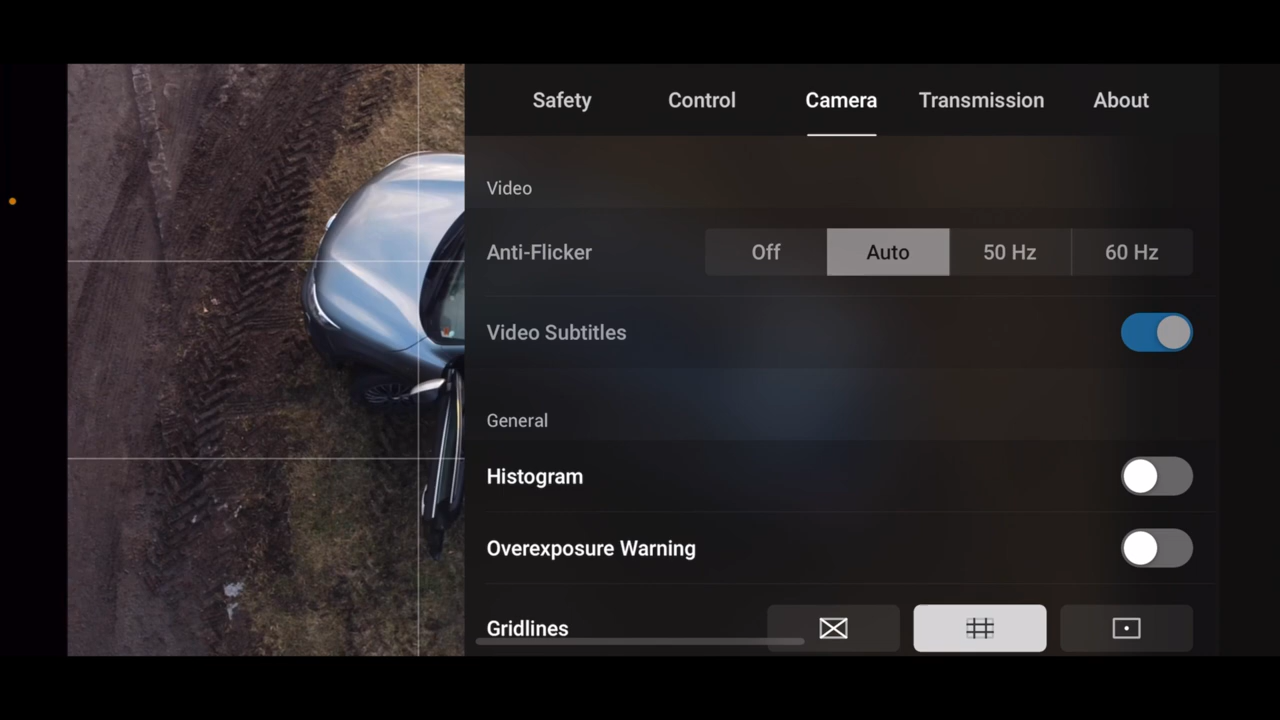 Safety Control Camera Transmission About
Video
Anti-Flicker Off Auto 50 Hz 60 Hz
Video Subtitles
General
Histogram
Overexposure Warning
Gridlines